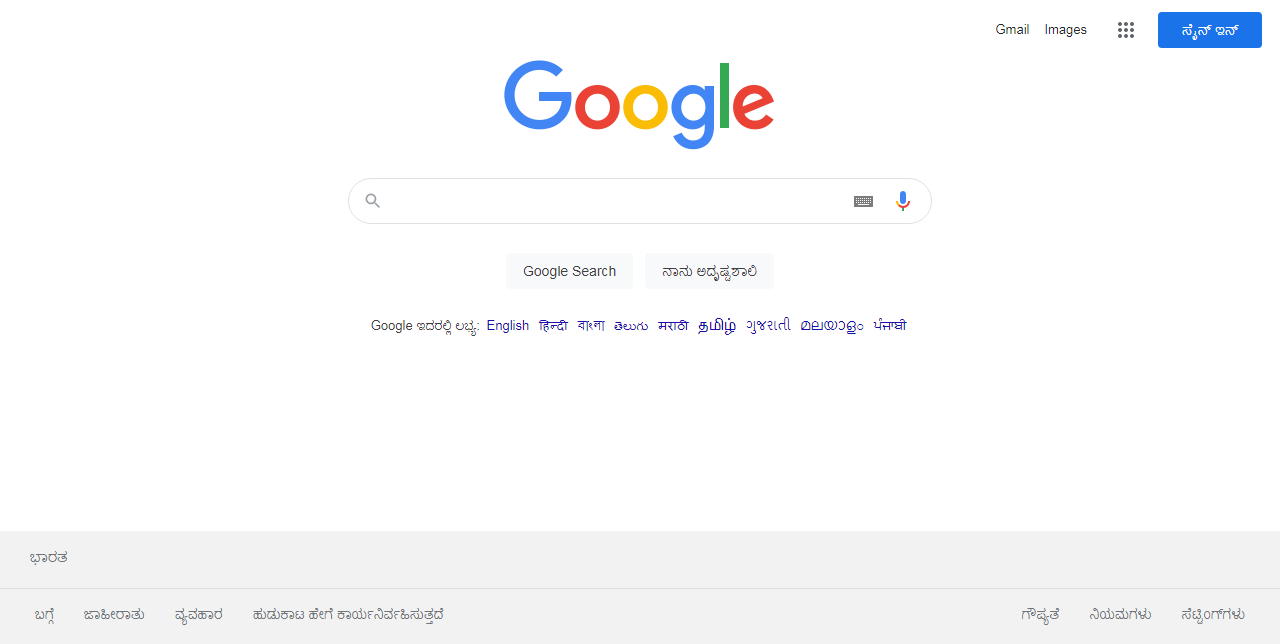 Gmail Images ಸೈನ್ ಇನ್
Google
Google Search ನಾನು ಅದೃಷ್ಟಶಾಲಿ
Google ಇದರಲ್ಲಿ ಲಭ್ಯ: English हिन्दी বাংলা తెలుగు मराठी தமிழ் ગુજરાતી മലയാളം ਪੰਜਾਬੀ
ಭಾರತ
ಬಗ್ಗೆ ಜಾಹೀರಾತು ವ್ಯವಹಾರ ಹುಡುಕಾಟ ಹೇಗೆ ಕಾರ್ಯನಿರ್ವಹಿಸುತ್ತದೆ ಗೌಪ್ಯತೆ ನಿಯಮಗಳು ಸೆಟ್ಟಿಂಗ್‌ಗಳು